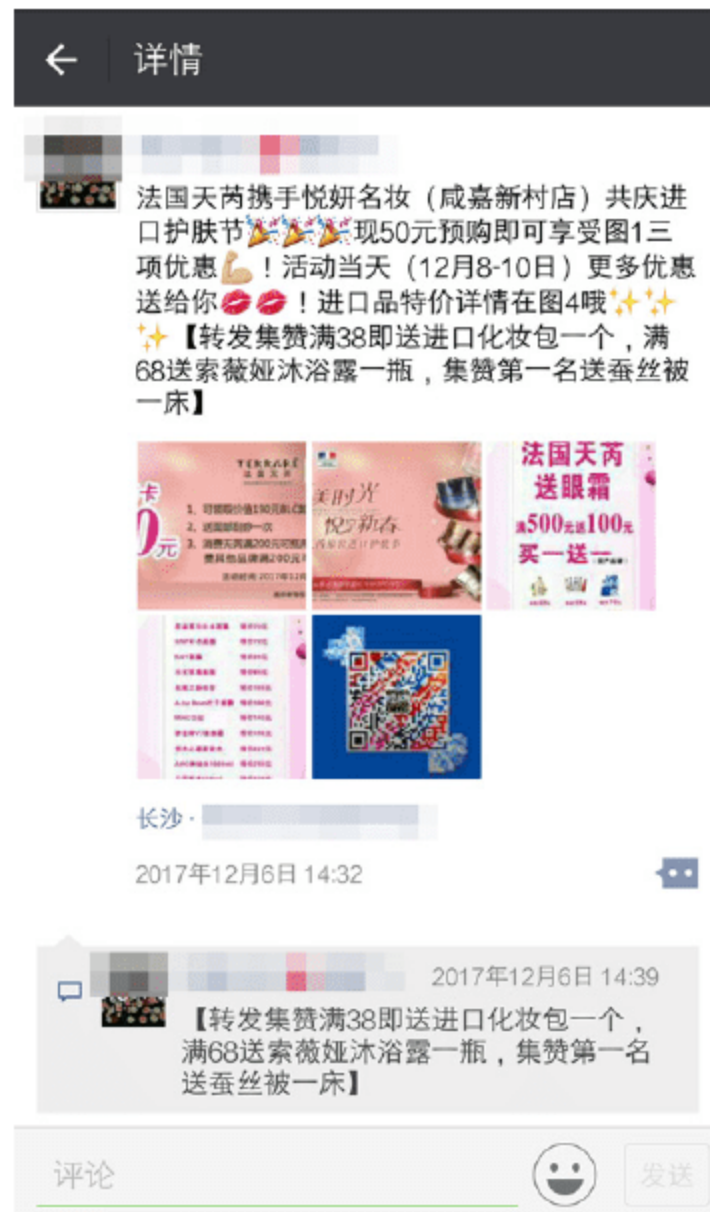 详情
法国天芮携手悦妍名妆（咸嘉新村店）共庆进
口护肤节🎉🎉🎉现50元预购即可享受图1三
项优惠💪！活动当天（12月8-10日）更多优惠
送给你💋💋！进口品特价详情在图4哦✨✨
✨【转发集赞满38即送进口化妆包一个，满
68送索薇娅沐浴露一瓶，集赞第一名送蚕丝被
一床】
卡
0元
法国天芮
送眼霜
满500元送100元
买一送一
长沙·
2017年12月6日 14:32
2017年12月6日 14:39
【转发集赞满38即送进口化妆包一个，
满68送索薇娅沐浴露一瓶，集赞第一名
送蚕丝被一床】
评论
发送